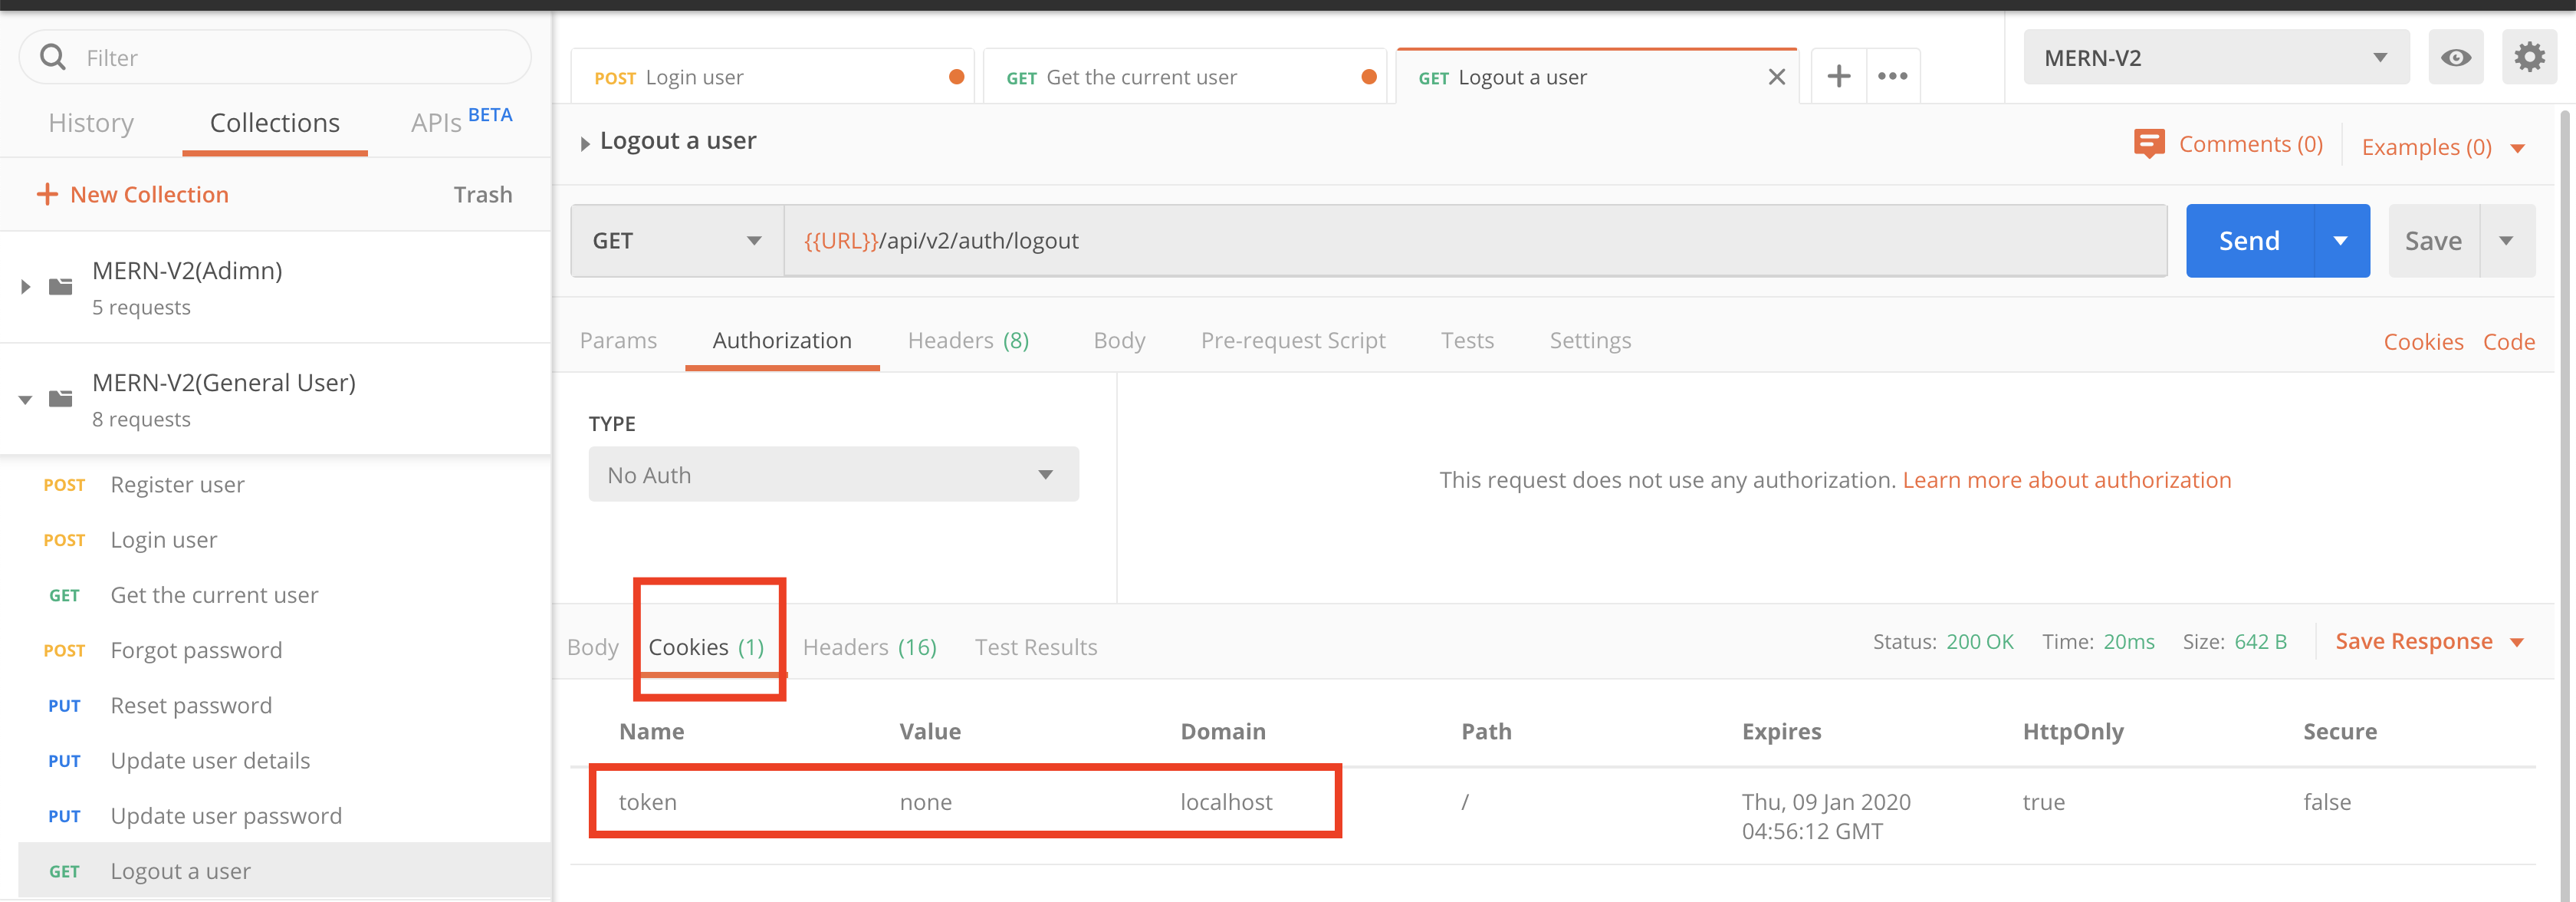 Filter
History Collections APIs BETA
New Collection Trash
MERN-V2(Adimn)
5 requests
MERN-V2(General User)
8 requests
POST Register user
POST Login user
GET Get the current user
POST Forgot password
PUT Reset password
PUT Update user details
PUT Update user password
GET Logout a user
POST Login user
GET Get the current user
GET Logout a user
MERN-V2
Logout a user
Comments (0) Examples (0)
GET {{URL}}/api/v2/auth/logout Send Save
Params Authorization Headers (8) Body Pre-request Script Tests Settings Cookies Code
TYPE
No Auth
This request does not use any authorization. Learn more about authorization
Body Cookies (1) Headers (16) Test Results Status: 200 OK Time: 20ms Size: 642 B Save Response
Name Value Domain Path Expires HttpOnly Secure
token none localhost / Thu, 09 Jan 2020 true false
04:56:12 GMT